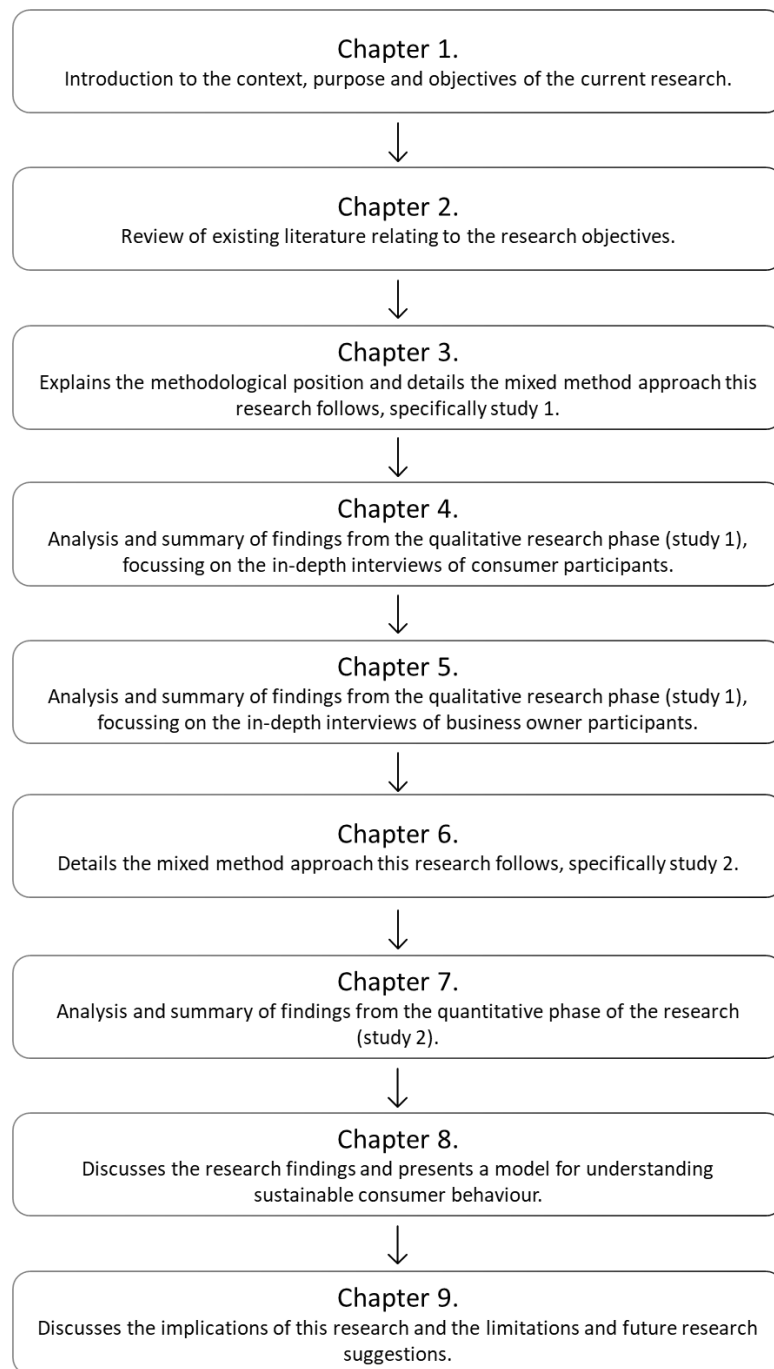 Chapter 1.
Introduction to the context, purpose and objectives of the current research.
Chapter 2.
Review of existing literature relating to the research objectives.
Chapter 3.
Explains the methodological position and details the mixed method approach this
research follows, specifically study 1.
Chapter 4.
Analysis and summary of findings from the qualitative research phase (study 1),
focussing on the in-depth interviews of consumer participants.
Chapter 5.
Analysis and summary of findings from the qualitative research phase (study 1),
focussing on the in-depth interviews of business owner participants.
Chapter 6.
Details the mixed method approach this research follows, specifically study 2.
Chapter 7.
Analysis and summary of findings from the quantitative phase of the research
(study 2).
Chapter 8.
Discusses the research findings and presents a model for understanding
sustainable consumer behaviour.
Chapter 9.
Discusses the implications of this research and the limitations and future research
suggestions.